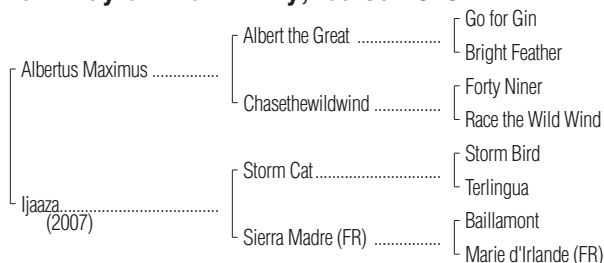 Go for Gin
Albert the Great ..................
Bright Feather
Albertus Maximus ...............
Forty Niner
Chasethewildwind ...............
Race the Wild Wind
Storm Bird
Storm Cat............................
Terlingua
Ijaaza...................................
(2007)
Baillamont
Sierra Madre (FR) ...............
Marie d'Irlande (FR)